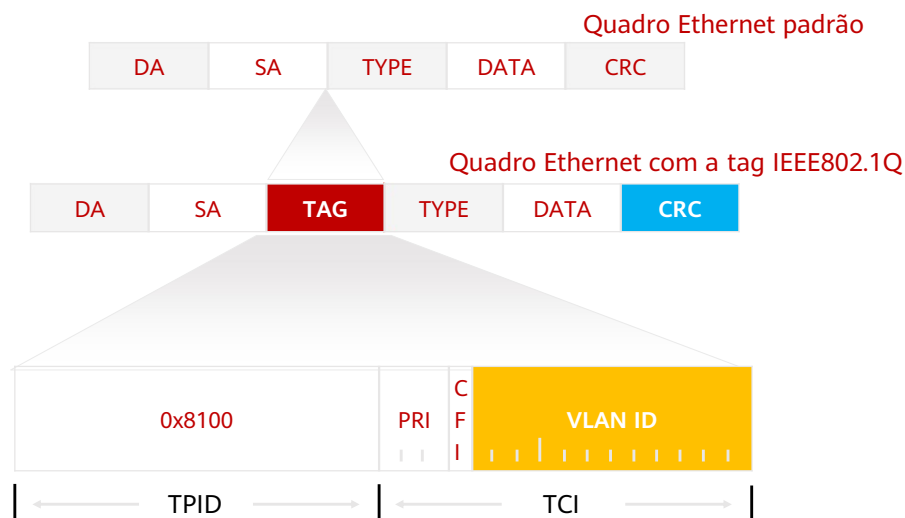 Quadro Ethernet padrão
DA SA TYPE DATA CRC
Quadro Ethernet com a tag IEEE802.1Q
DA SA TAG TYPE DATA CRC
0x8100 PRI CFI VLAN ID
TPID TCI